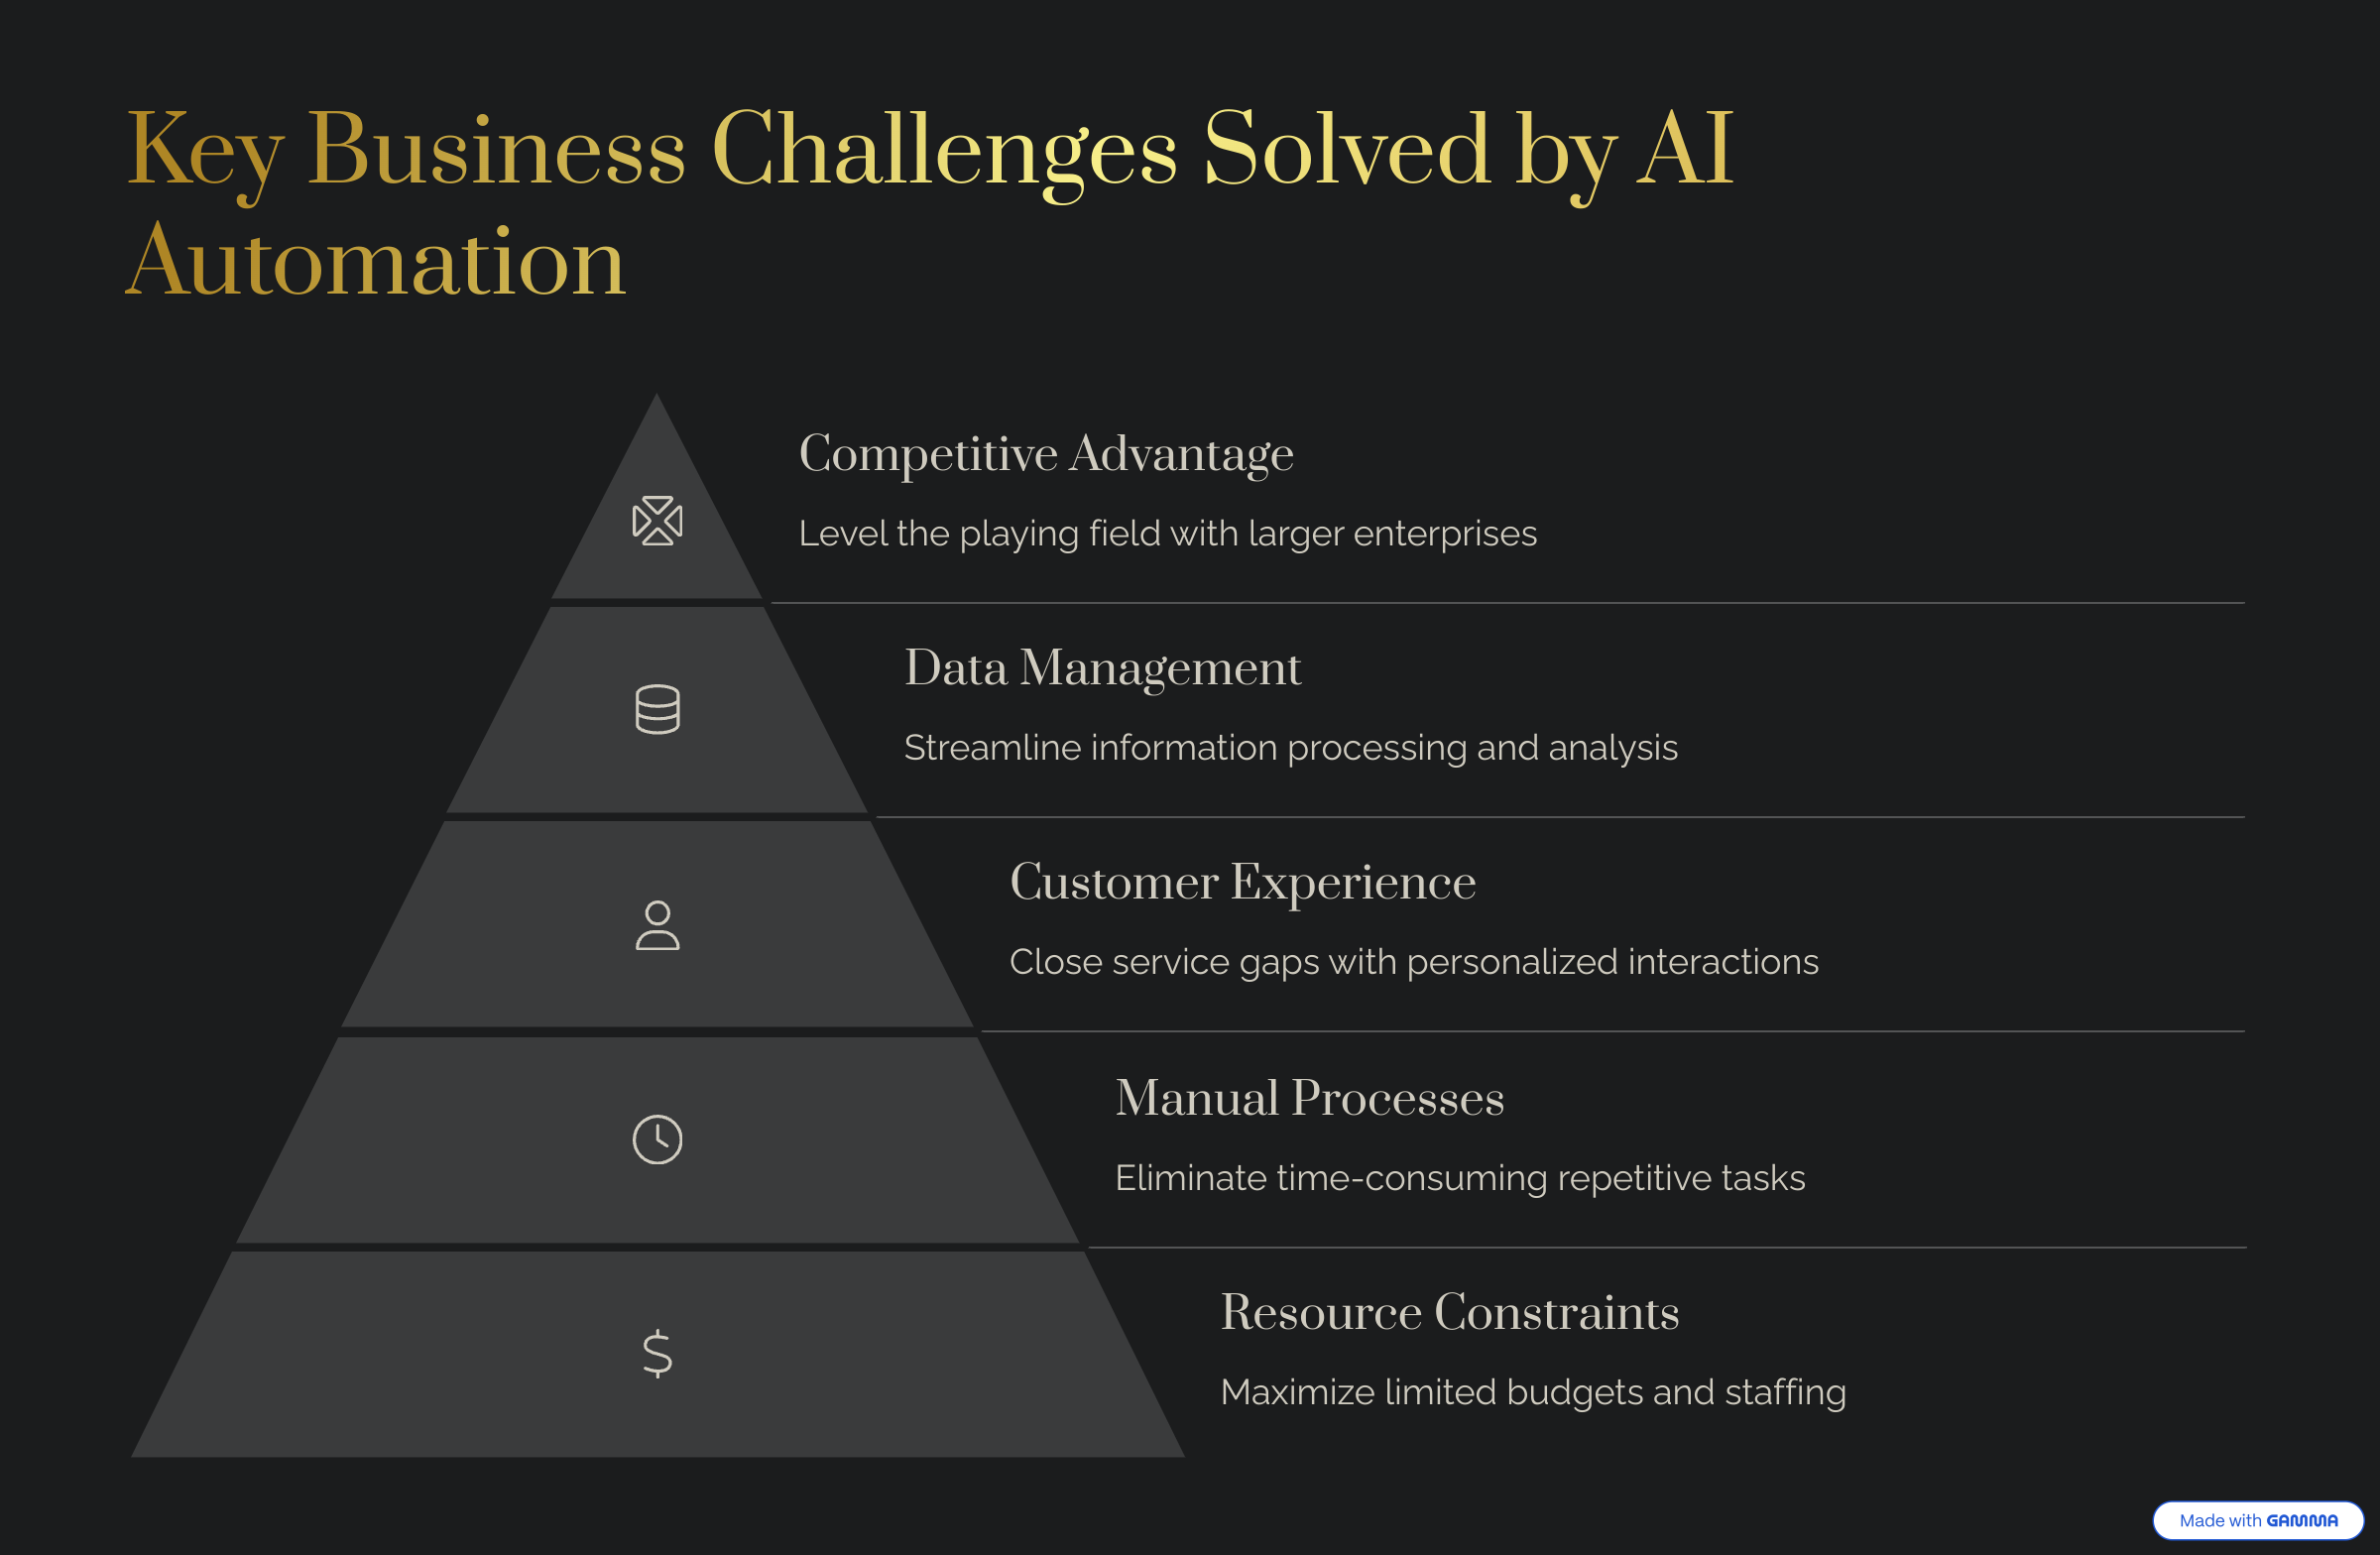 Key Business Challenges Solved by AI
Automation
Competitive Advantage
Level the playing field with larger enterprises
Data Management
Streamline information processing and analysis
Customer Experience
Close service gaps with personalized interactions
Manual Processes
Eliminate time-consuming repetitive tasks
Resource Constraints
Maximize limited budgets and staffing
Made with GAMMA